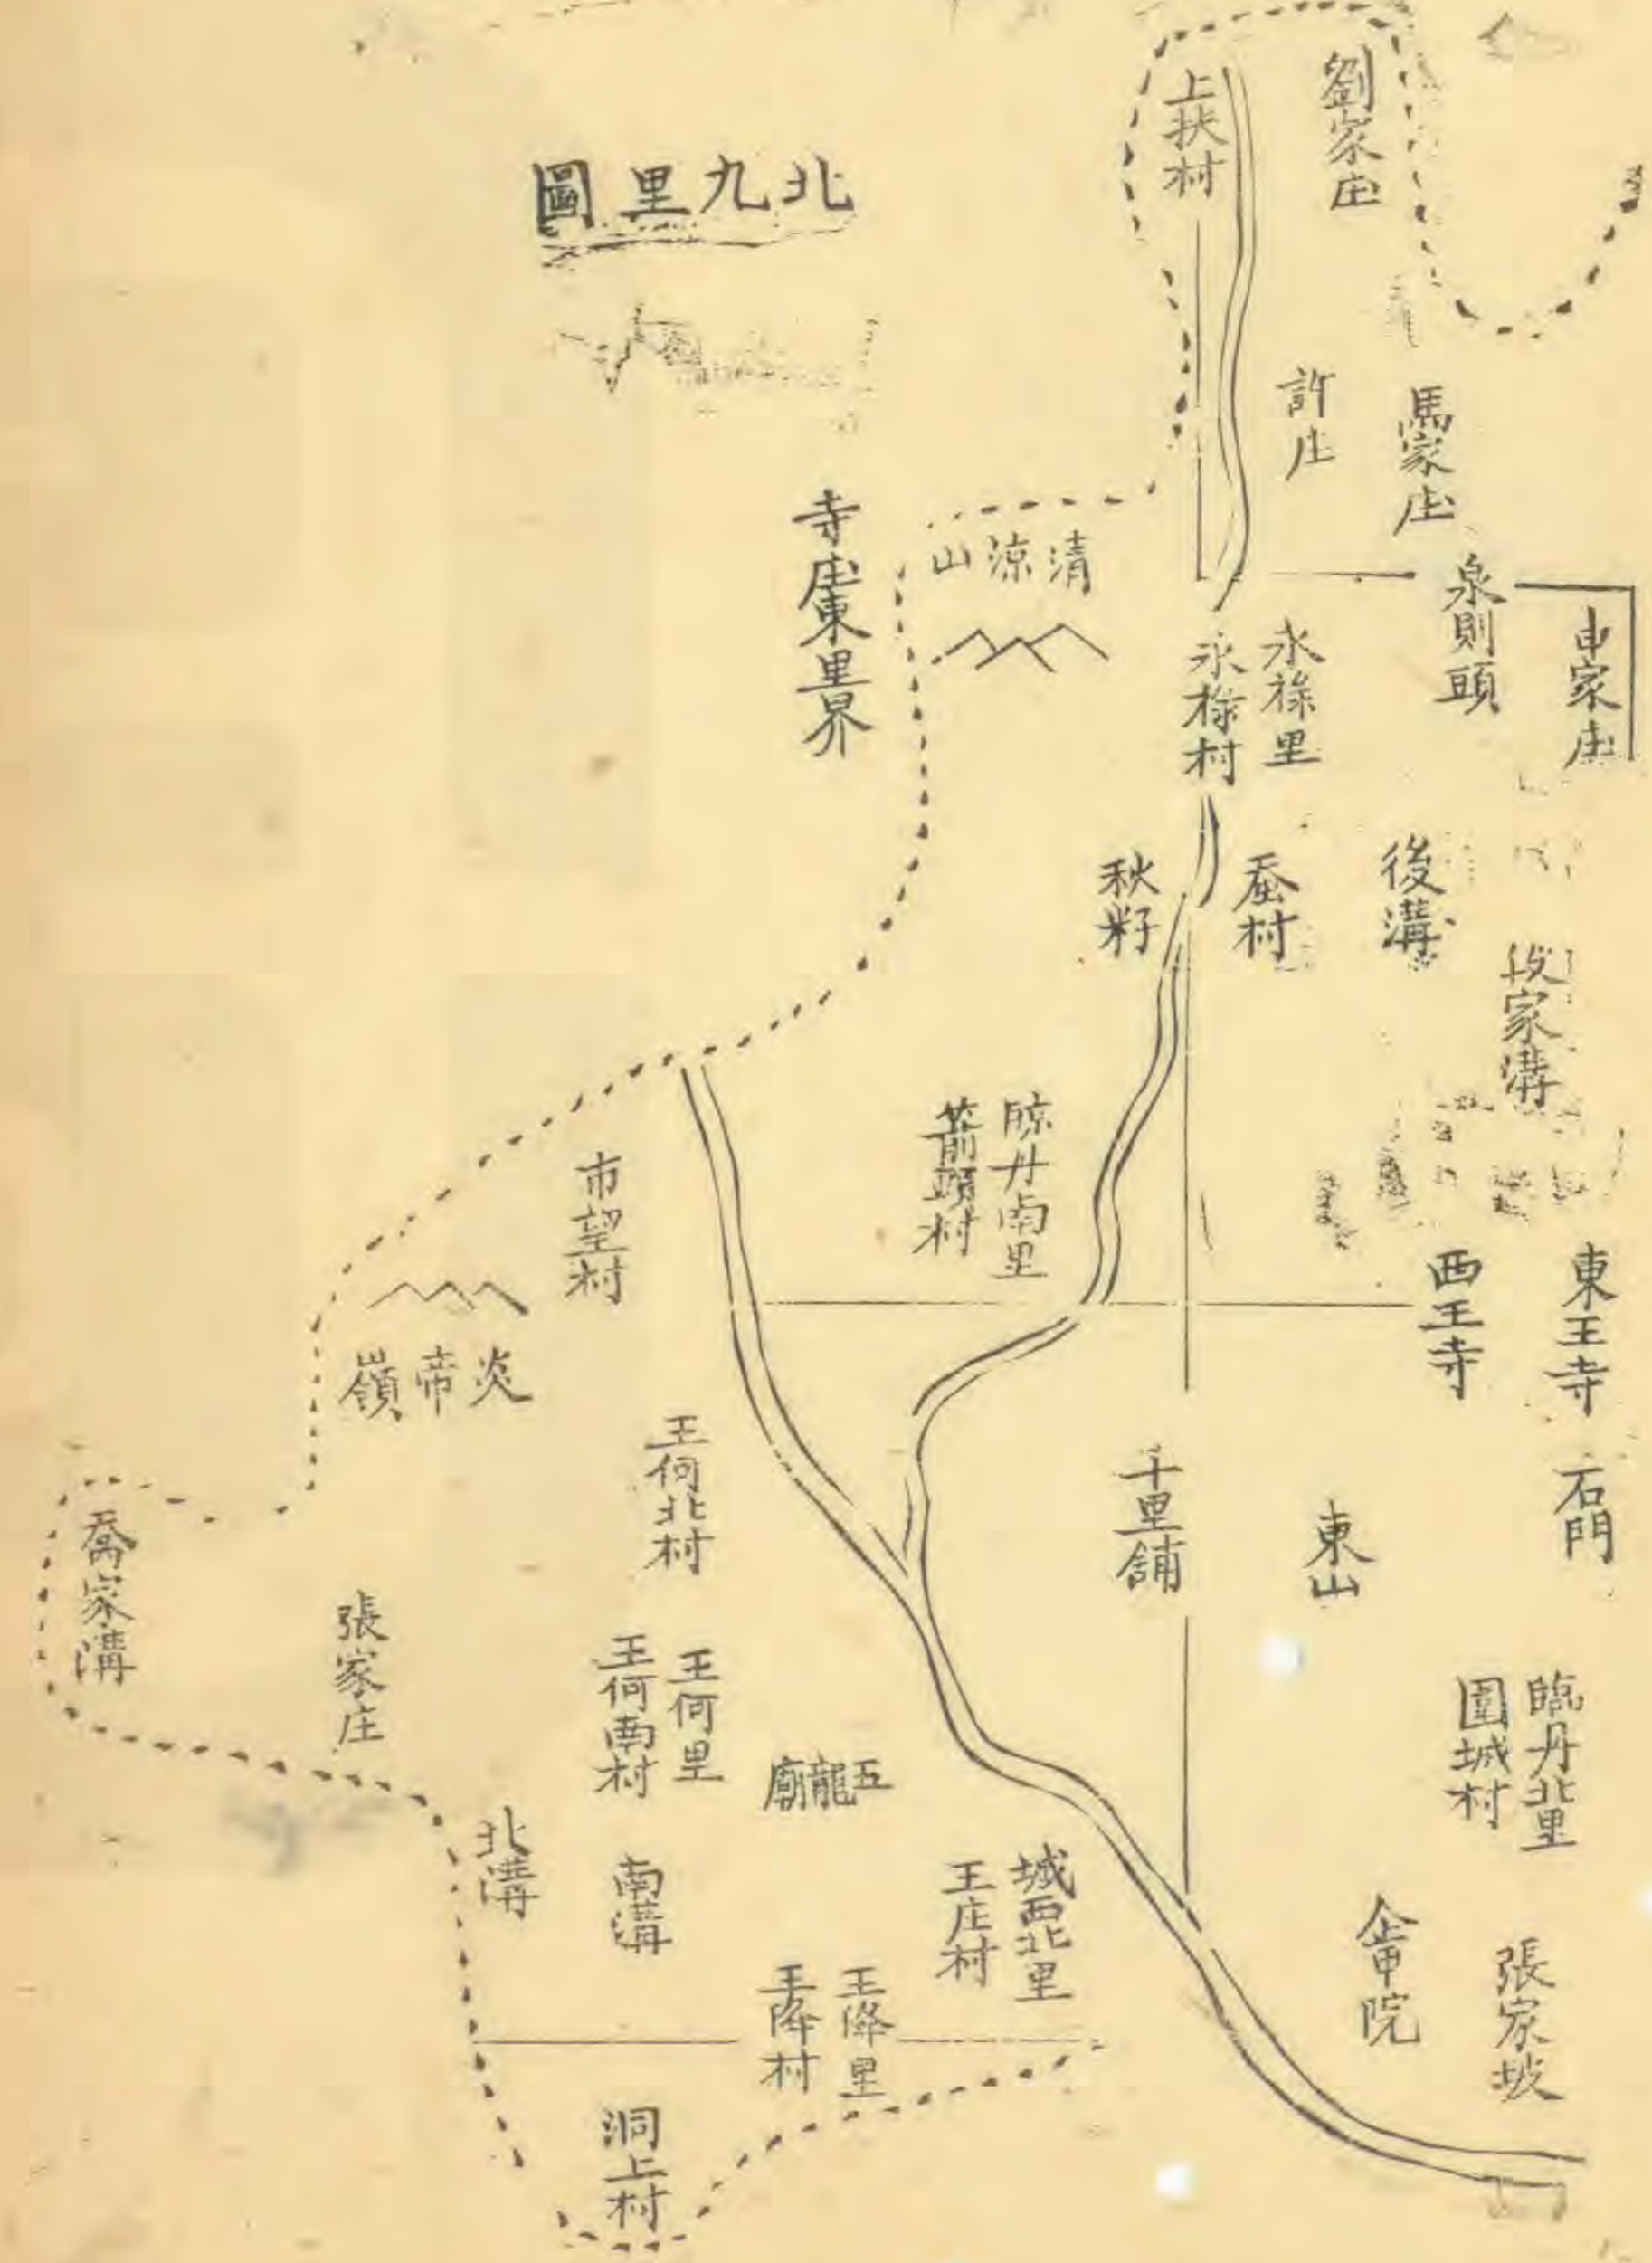 北九里圖
劉家庄
上扶村
許庄
馬家庄
清涼山
寺庄東里界
泉則頭
申家庄
永祿里
永祿村
後溝
蚕村
秋籽
段家溝
臨丹南里
箭頭村
市望村
東王寺
西王寺
炎帝嶺
王何北村
石門
東山
十里舖
喬家溝
張家庄
王何里
王何南村
五龍廟
臨丹北里
圍城村
北溝
南溝
城西北里
王庄村
張家坡
王降里
王降村
洞上村